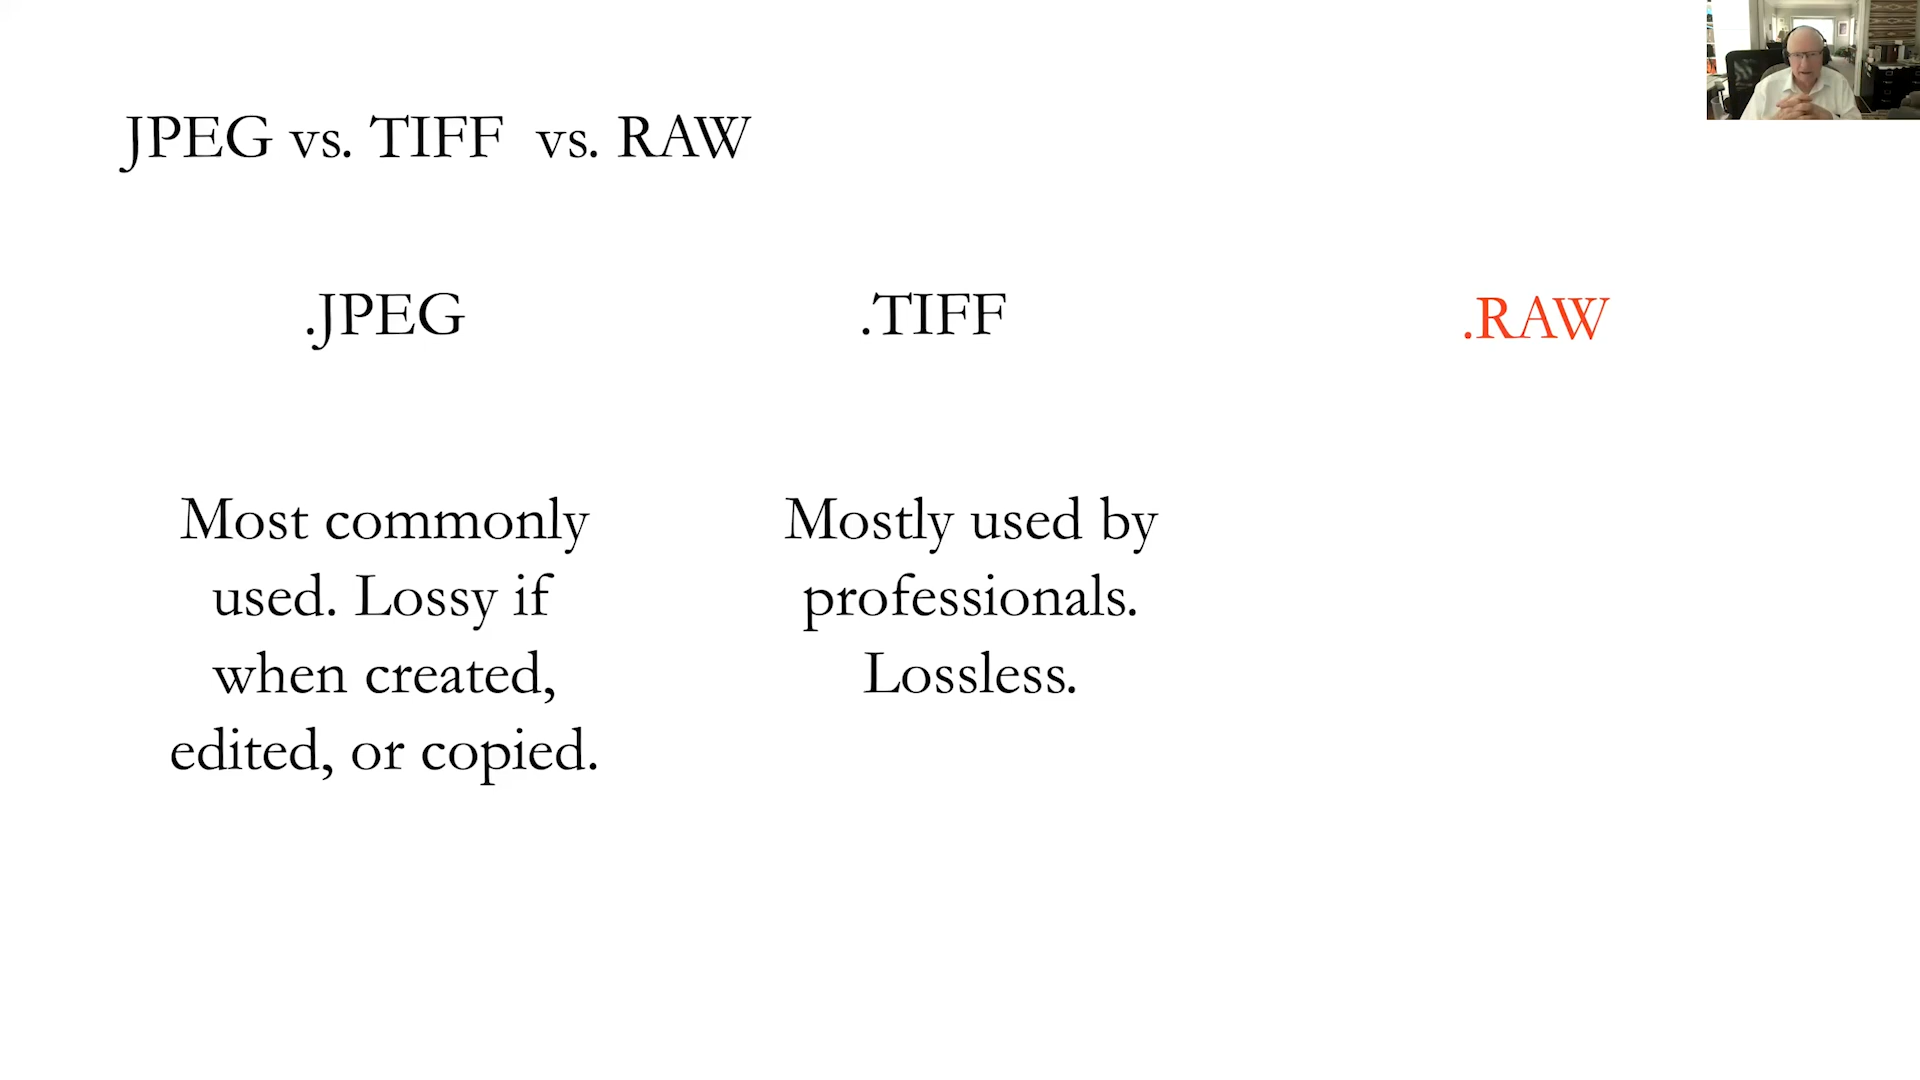 JPEG vs. TIFF vs. RAW
.JPEG
.TIFF
.RAW
Most commonly
used. Lossy if
when created,
edited, or copied.
Mostly used by
professionals.
Lossless.